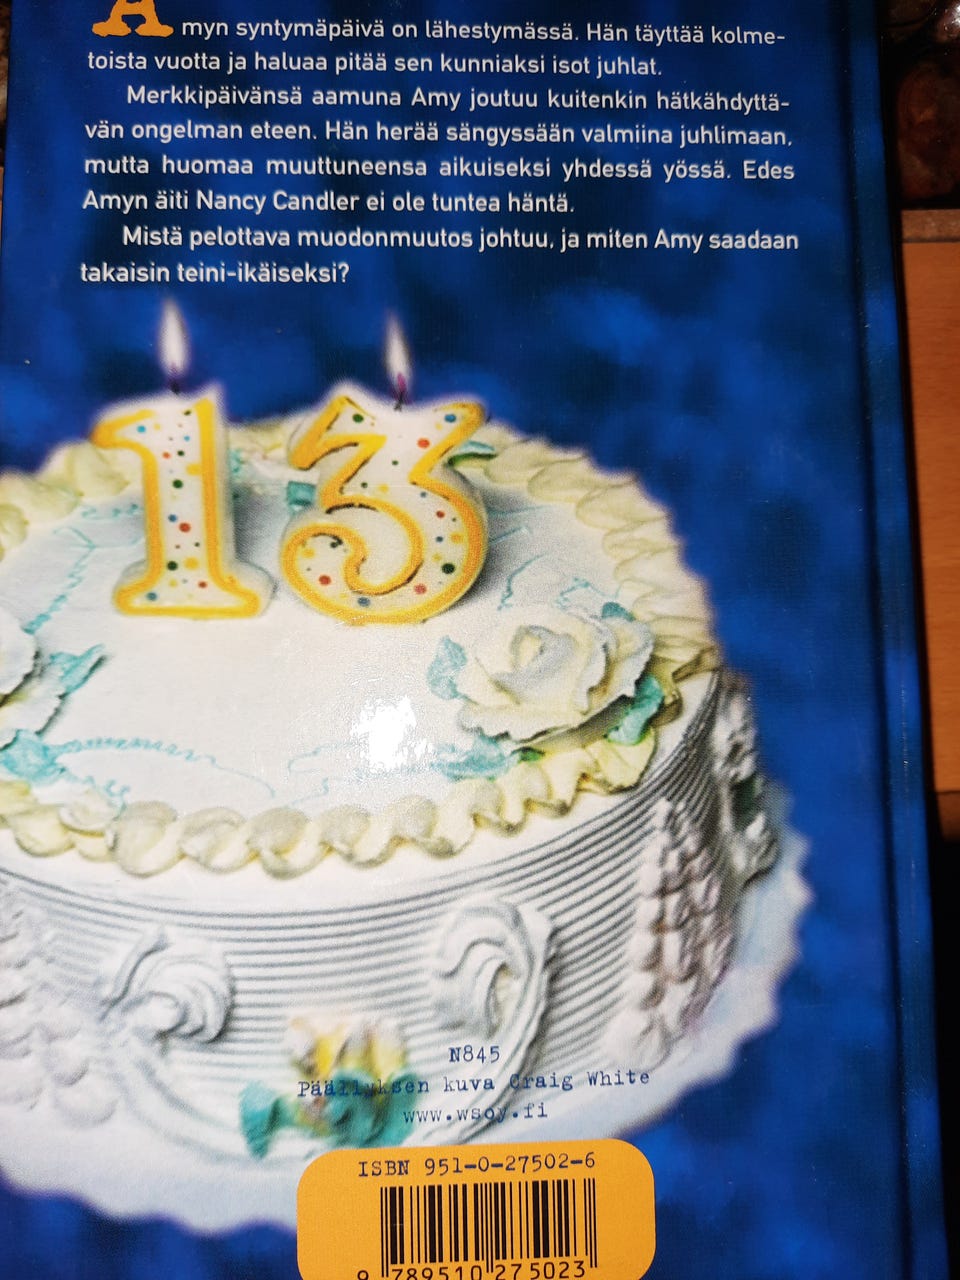 Amyn syntymäpäivä on lähestymässä. Hän täyttää kolme-
toista vuotta ja haluaa pitää sen kunniaksi isot juhlat.
Merkkipäivänsä aamuna Amy joutuu kuitenkin hätkähdyttä-
vän ongelman eteen. Hän herää sängyssään valmiina juhlimaan,
mutta huomaa muuttuneensa aikuiseksi yhdessä yössä. Edes
Amyn äiti Nancy Candler ei ole tuntea häntä.
Mistä pelottava muodonmuutos johtuu, ja miten Amy saadaan
takaisin teini-ikäiseksi?
13
N845
Päällyksen kuva Craig White
www.wsoy.fi
ISBN 951-0-27502-6
9 789510 275023